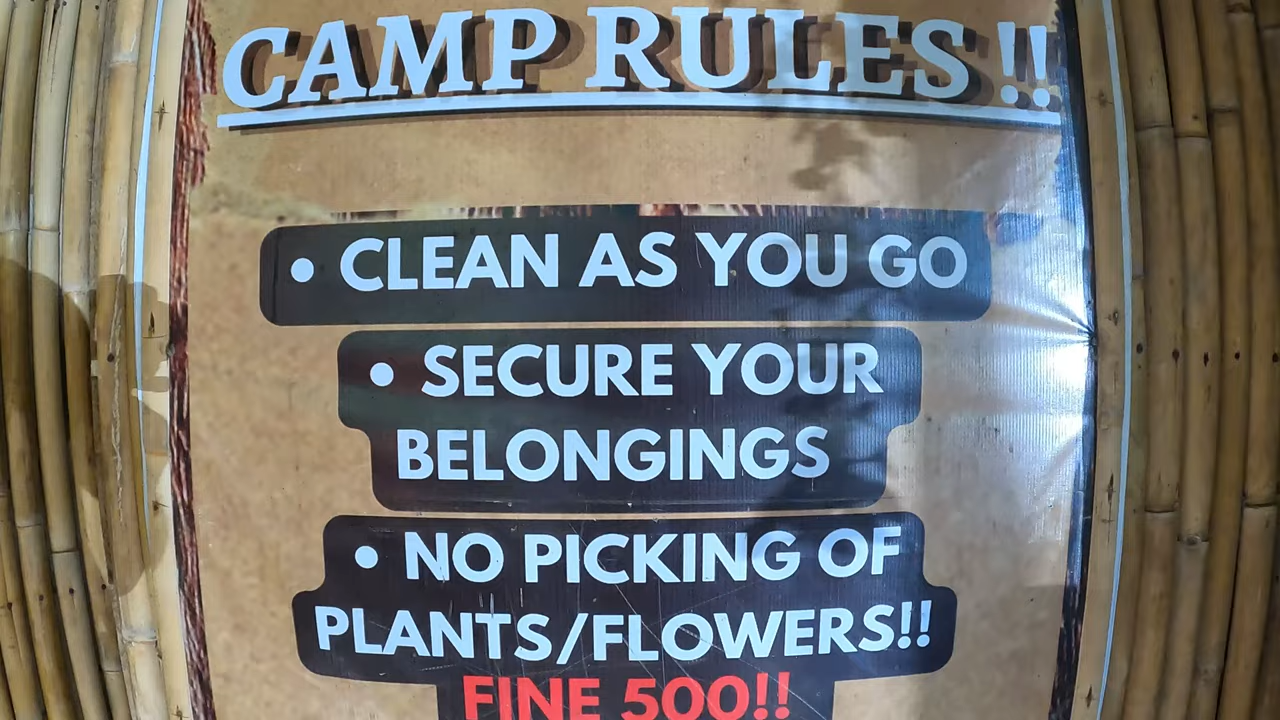 CAMP RULES !!
• CLEAN AS YOU GO
• SECURE YOUR
BELONGINGS
• NO PICKING OF
PLANTS/FLOWERS!!
FINE 500!!